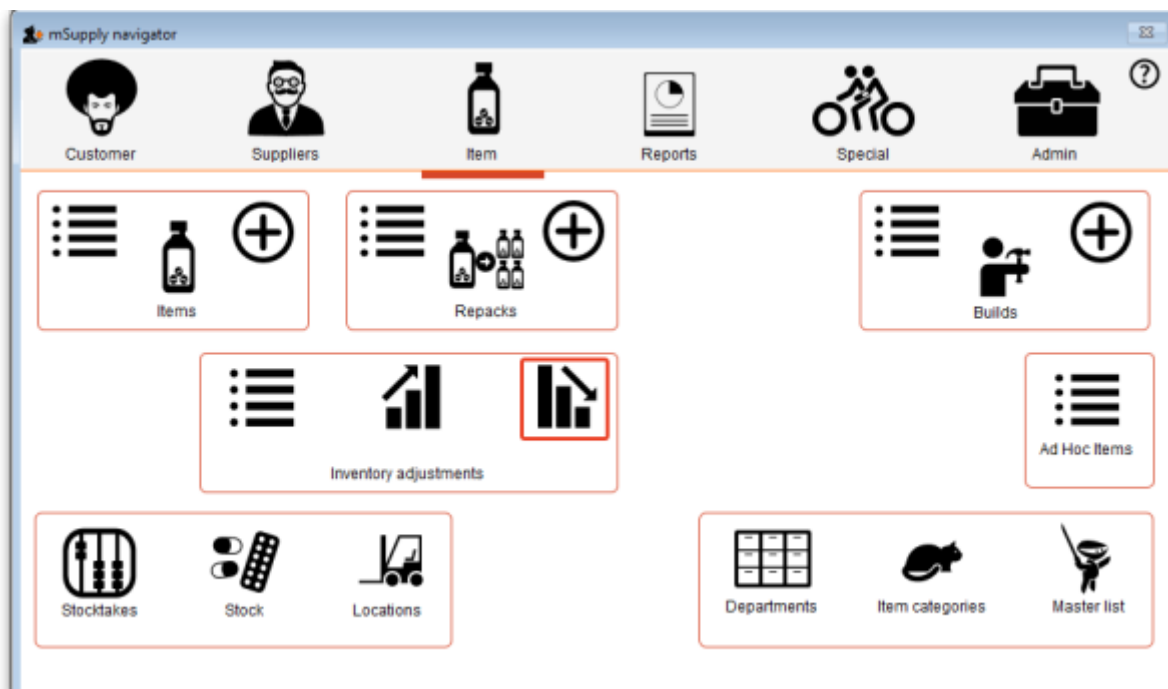 mSupply navigator
Customer
Suppliers
Item
Reports
Special
Admin
?
Items
Repacks
Builds
Inventory adjustments
Ad Hoc Items
Stocktakes
Stock
Locations
Departments
Item categories
Master list